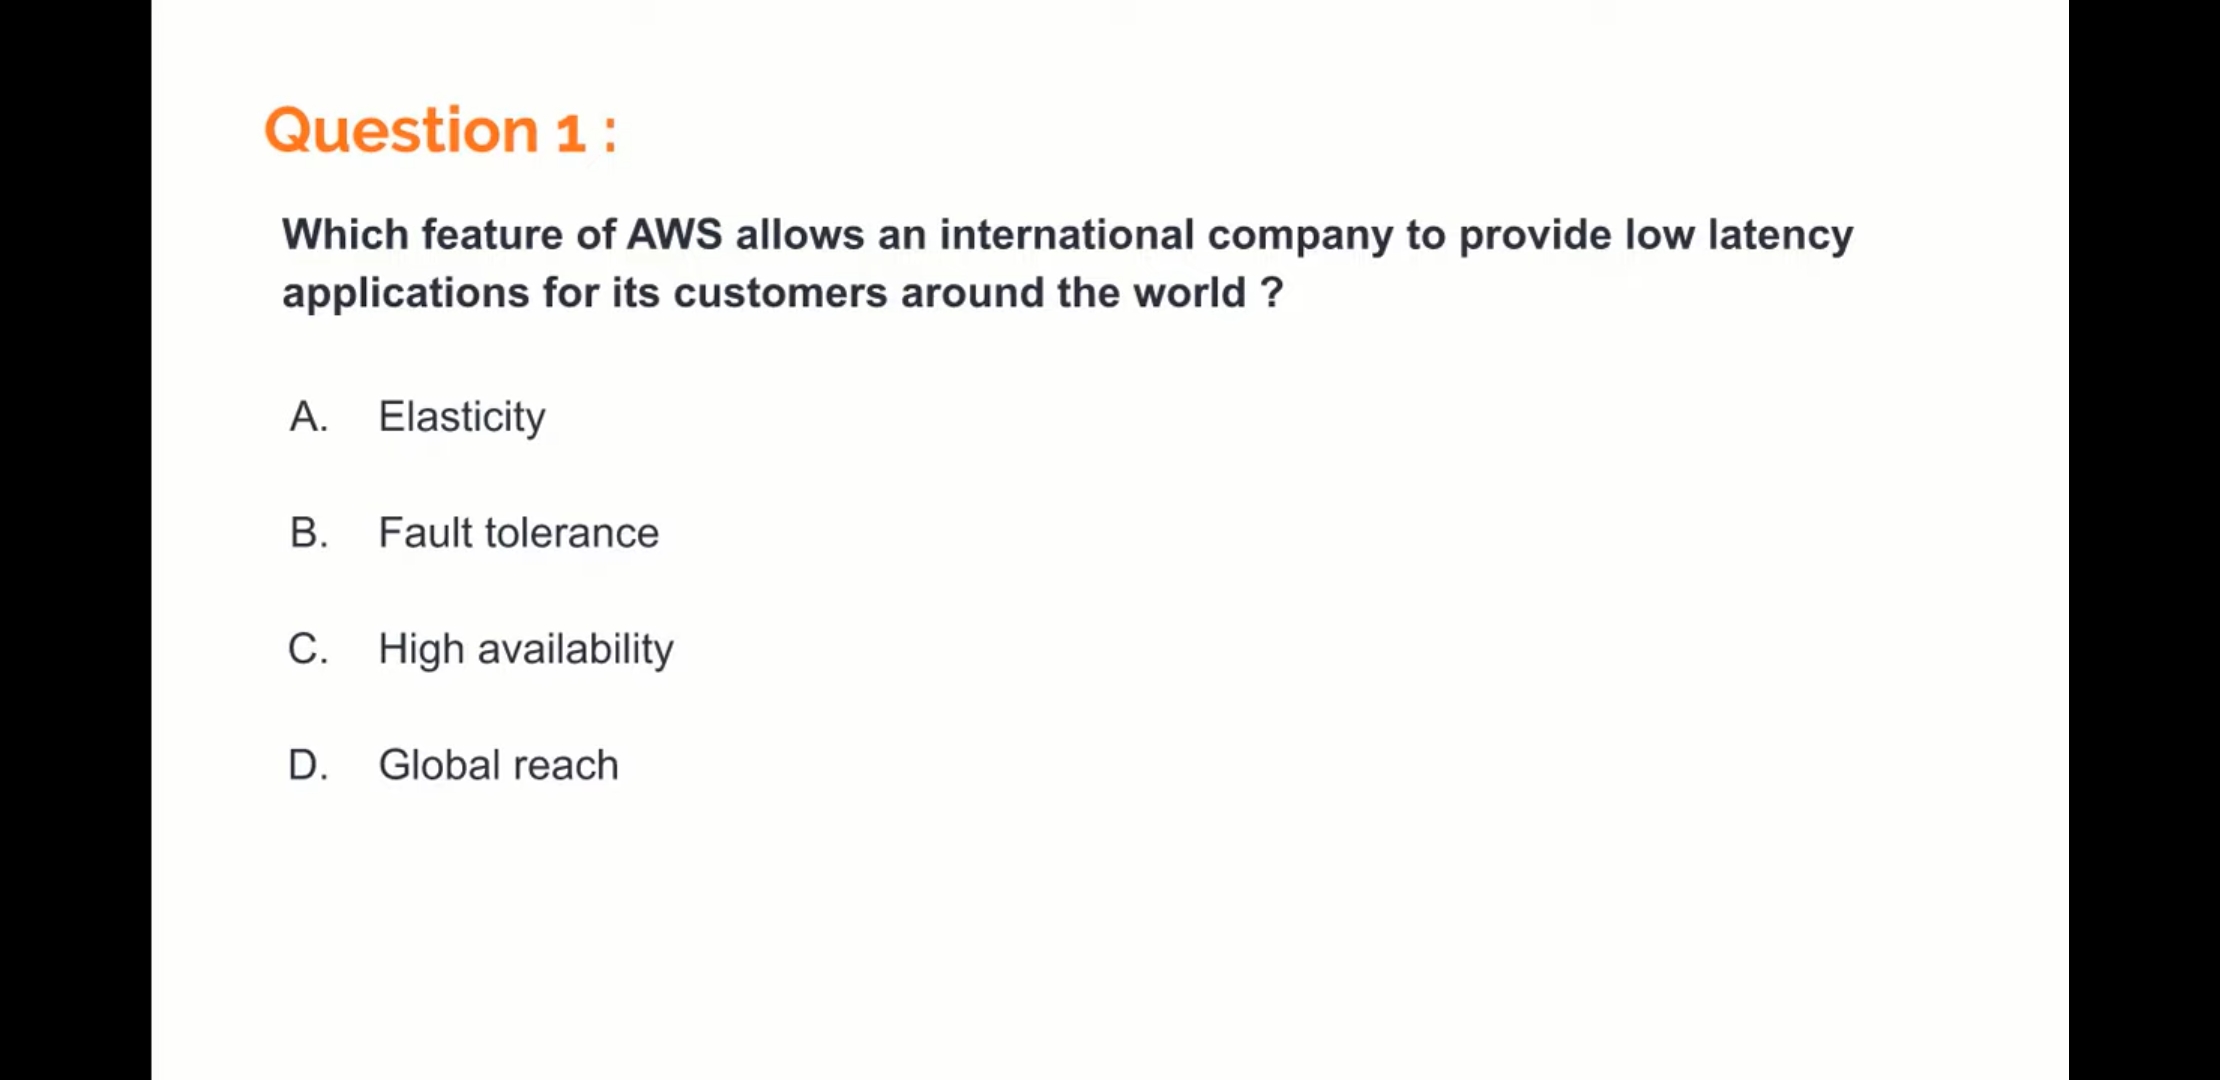 Question 1 :
Which feature of AWS allows an international company to provide low latency
applications for its customers around the world ?
A. Elasticity
B. Fault tolerance
C. High availability
D. Global reach